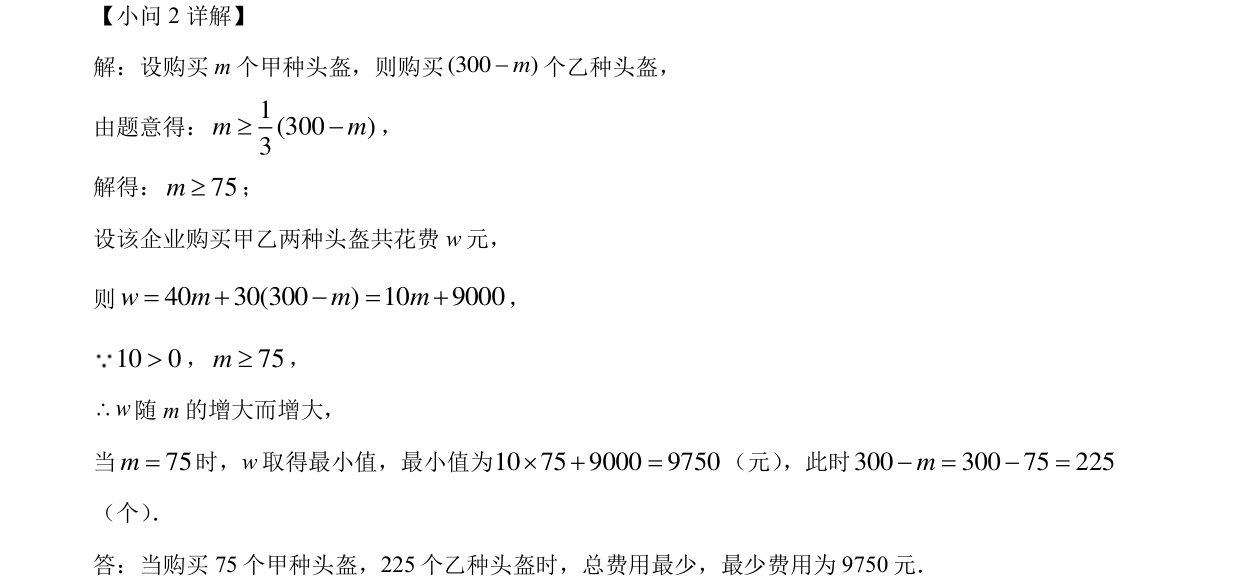 【小问 2 详解】
解：设购买 m 个甲种头盔，则购买 (300−m) 个乙种头盔，
由题意得：m ≥ 1/3 (300−m)，
解得：m ≥ 75；
设该企业购买甲乙两种头盔共花费 w 元，
则 w = 40m + 30(300−m) = 10m + 9000，
∵10 > 0，m ≥ 75，
∴w 随 m 的增大而增大，
当 m = 75 时，w 取得最小值，最小值为 10×75+9000 = 9750（元），此时 300−m = 300−75 = 225
（个）.
答：当购买 75 个甲种头盔，225 个乙种头盔时，总费用最少，最少费用为 9750 元．